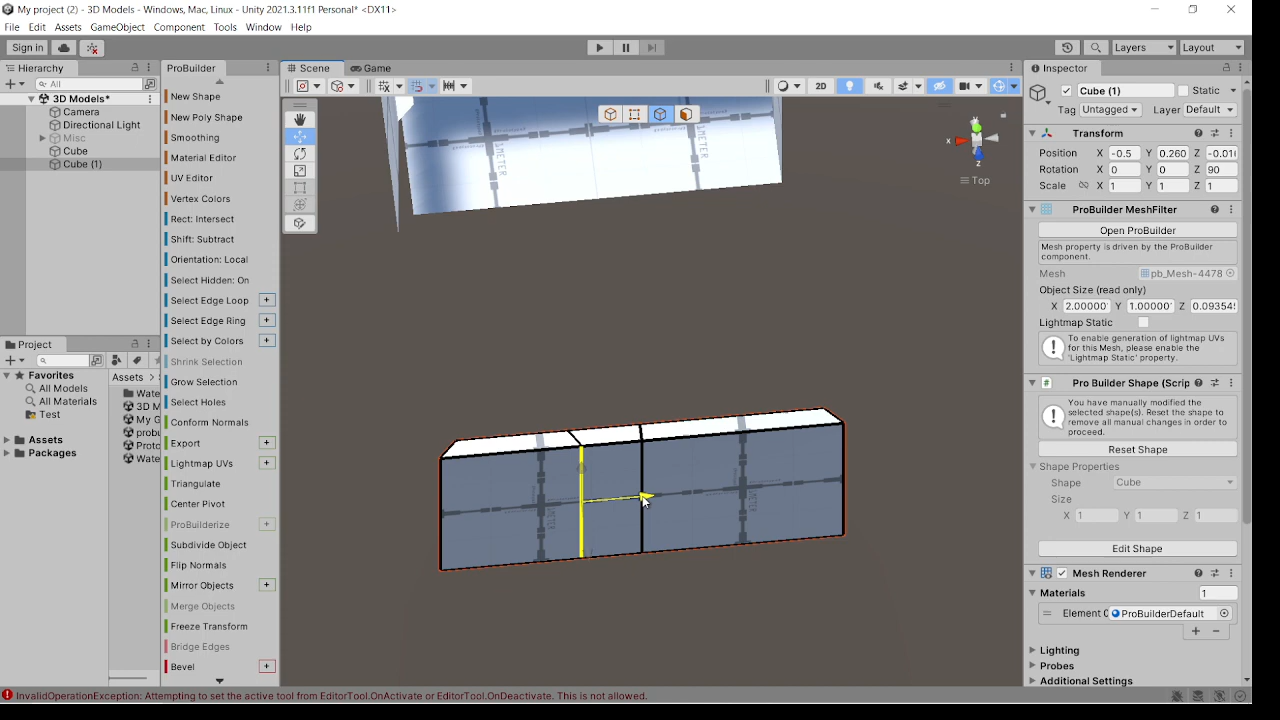 My project (2) - 3D Models - Windows, Mac, Linux - Unity 2021.3.11f1 Personal* <DX11>
File Edit Assets GameObject Component Tools Window Help
Sign in
Layers
Layout
Hierarchy
All
3D Models*
Camera
Directional Light
Misc
Cube
Cube (1)
ProBuilder
New Shape
New Poly Shape
Smoothing
Material Editor
UV Editor
Vertex Colors
Rect: Intersect
Shift: Subtract
Orientation: Local
Select Hidden: On
Select Edge Loop
Select Edge Ring
Select by Colors
Shrink Selection
Grow Selection
Select Holes
Conform Normals
Export
Lightmap UVs
Triangulate
Center Pivot
ProBuilderize
Subdivide Object
Flip Normals
Mirror Objects
Merge Objects
Freeze Transform
Bridge Edges
Bevel
Scene
Game
2D
METER
METER
x
y
z
Top
METER
METER
Project
Favorites
All Models
All Materials
Test
Assets
Packages
Assets >
Wate
3D M
My G
probu
Proto
Wate
Inspector
Cube (1)
Static
Tag Untagged
Layer Default
Transform
Position X -0.5 Y 0.260 Z -0.01
Rotation X 0 Y 0 Z 90
Scale X 1 Y 1 Z 1
ProBuilder MeshFilter
Open ProBuilder
Mesh property is driven by the ProBuilder
component.
Mesh pb_Mesh-4478
Object Size (read only)
X 2.00000 Y 1.00000 Z 0.09354
Lightmap Static
To enable generation of lightmap UVs
for this Mesh, please enable the
'Lightmap Static' property.
Pro Builder Shape (Scrip
You have manually modified the
selected shape(s). Reset the shape to
remove all manual changes in order to
proceed.
Reset Shape
Shape Properties
Shape Cube
Size
X 1 Y 1 Z 1
Edit Shape
Mesh Renderer
Materials 1
Element ProBuilderDefault
Lighting
Probes
Additional Settings
InvalidOperationException: Attempting to set the active tool from EditorTool.OnActivate or EditorTool.OnDeactivate. This is not allowed.